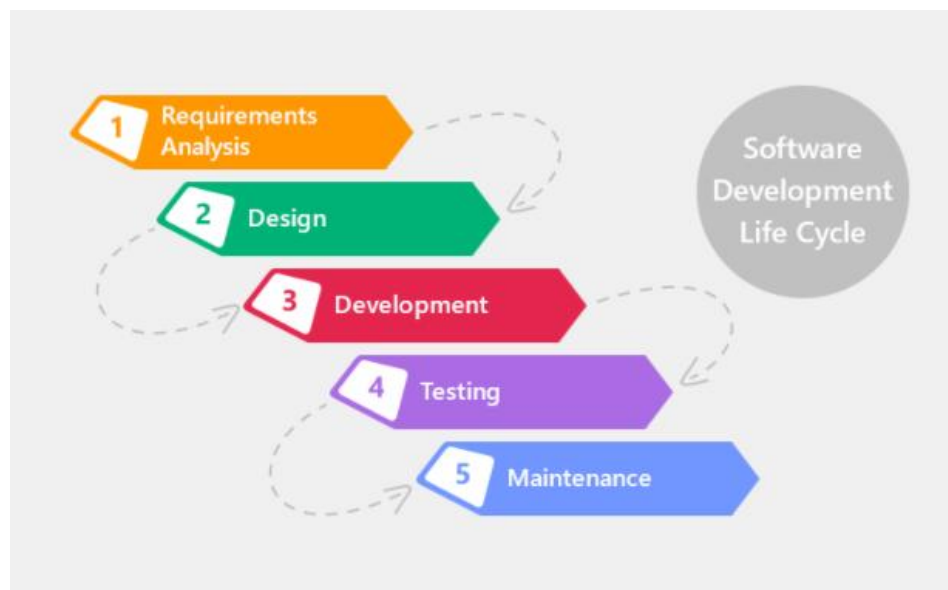 1
Requirements
Analysis
2
Design
3
Development
4
Testing
5
Maintenance
Software
Development
Life Cycle